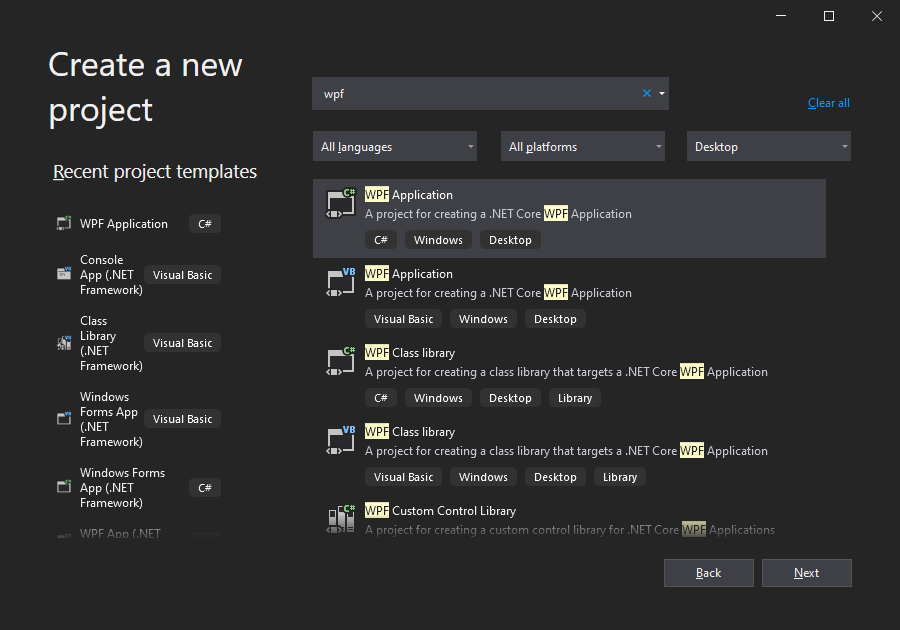 Create a new
project
Recent project templates
WPF Application C#
Console
App (.NET
Framework) Visual Basic
Class
Library
(.NET
Framework) Visual Basic
Windows
Forms App
(.NET
Framework) Visual Basic
Windows Forms
App (.NET
Framework) C#
WPF App (.NET
wpf
Clear all
All languages All platforms Desktop
C#
WPF Application
A project for creating a .NET Core WPF Application
C# Windows Desktop
VB
WPF Application
A project for creating a .NET Core WPF Application
Visual Basic Windows Desktop
C#
WPF Class library
A project for creating a class library that targets a .NET Core WPF Application
C# Windows Desktop Library
VB
WPF Class library
A project for creating a class library that targets a .NET Core WPF Application
Visual Basic Windows Desktop Library
C#
WPF Custom Control Library
A project for creating a custom control library for .NET Core WPF Applications
Back Next